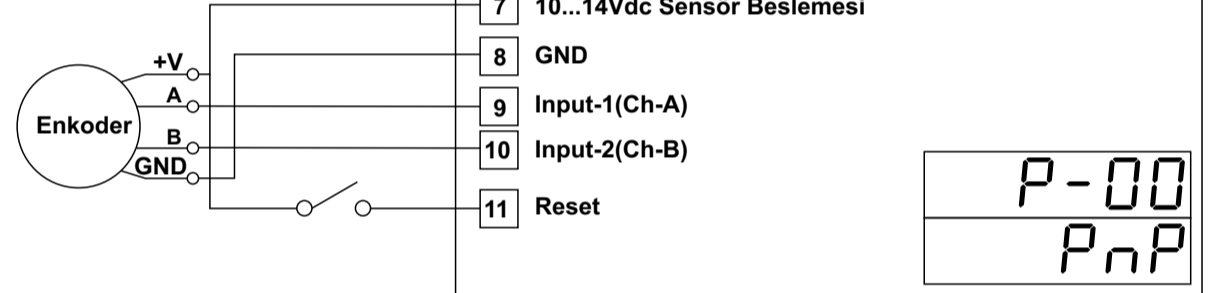 7 10...14Vdc Sensör Beslemesi
8 GND
+V
A
9 Input-1(Ch-A)
Enkoder
B
10 Input-2(Ch-B)
GND
11 Reset
P-00
PnP